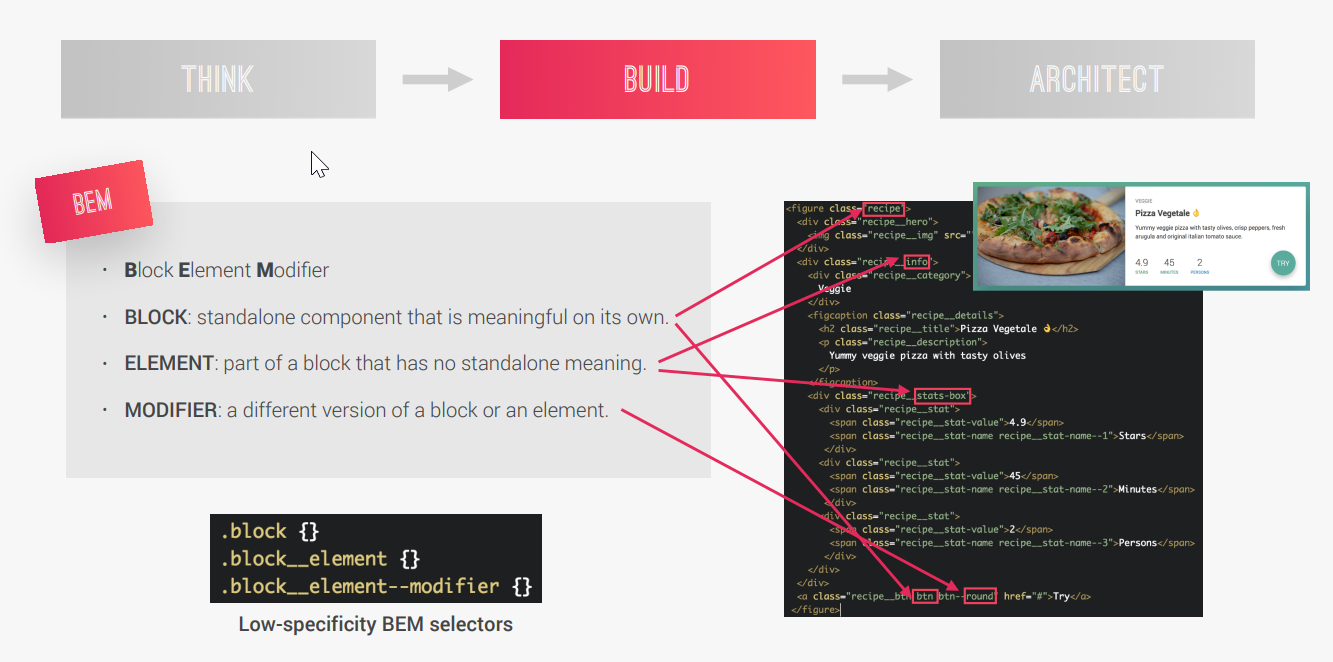 THINK
BUILD
ARCHITECT
BEM
· Block Element Modifier
· BLOCK: standalone component that is meaningful on its own.
· ELEMENT: part of a block that has no standalone meaning.
· MODIFIER: a different version of a block or an element.
.block {}
.block__element {}
.block__element--modifier {}
Low-specificity BEM selectors
VEGGIE
Pizza Vegetale 👌
Yummy veggie pizza with tasty olives, crisp peppers, fresh
arugula and original italian tomato sauce.
4.9 45 2
STARS MINUTES PERSONS
TRY
<figure class="recipe">
<div class="recipe__hero">
<img class="recipe__img" src="
</div>
<div class="recipe__info">
<div class="recipe__category">
Veggie
</div>
<figcaption class="recipe__details">
<h2 class="recipe__title">Pizza Vegetale 👌</h2>
<p class="recipe__description">
Yummy veggie pizza with tasty olives
</p>
</figcaption>
<div class="recipe__stats-box">
<div class="recipe__stat">
<span class="recipe__stat-value">4.9</span>
<span class="recipe__stat-name recipe__stat-name--1">Stars</span>
</div>
<div class="recipe__stat">
<span class="recipe__stat-value">45</span>
<span class="recipe__stat-name recipe__stat-name--2">Minutes</span>
</div>
<div class="recipe__stat">
<span class="recipe__stat-value">2</span>
<span class="recipe__stat-name recipe__stat-name--3">Persons</span>
</div>
</div>
</div>
<a class="recipe__btn btn btn--round" href="#">Try</a>
</figure>